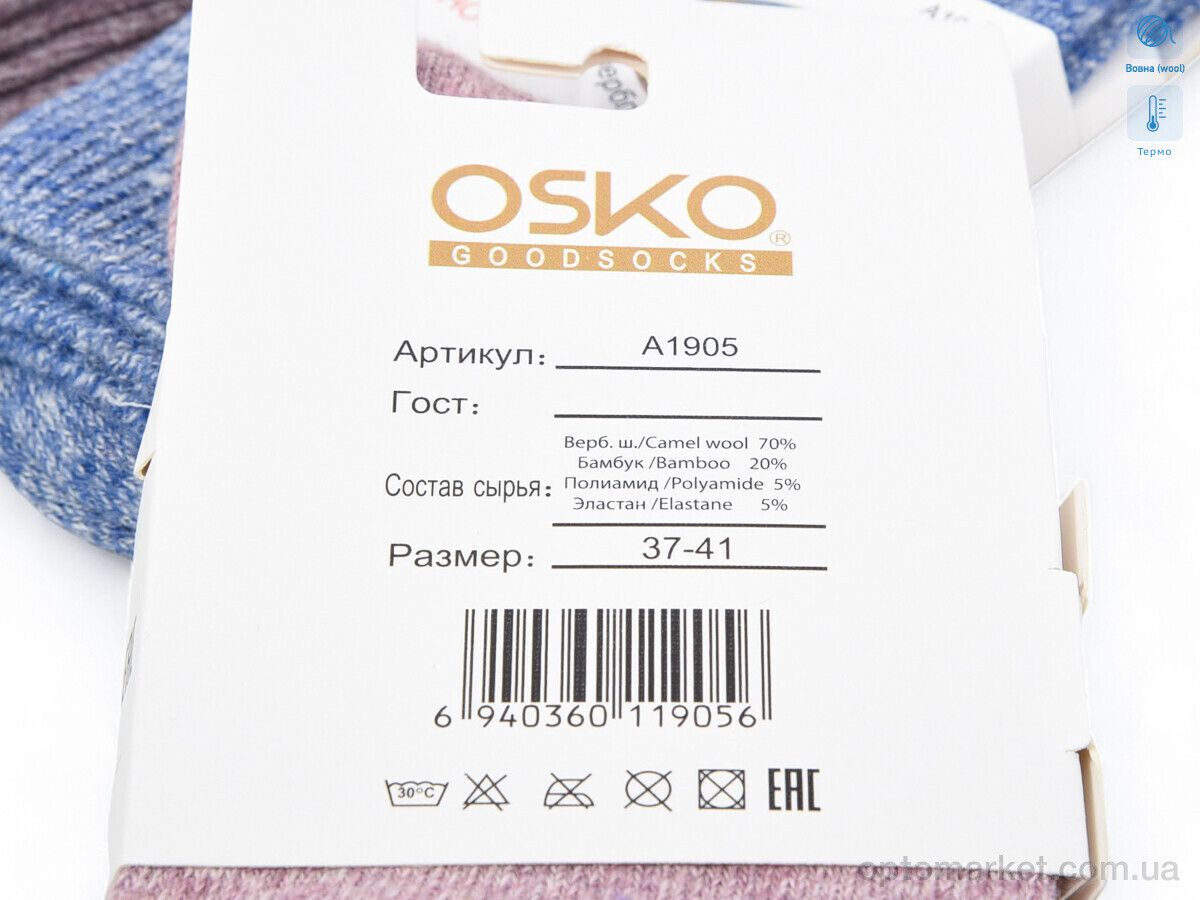 Вовна (wool)
Термо
OSKO®
GOODSOCKS
Артикул: A1905
Гост:
Состав сырья:
Верб. ш./Camel wool 70%
Бамбук /Bamboo 20%
Полиамид /Polyamide 5%
Эластан /Elastane 5%
Размер: 37-41
6 940360 119056
30°C
EAC
optomarket.com.ua